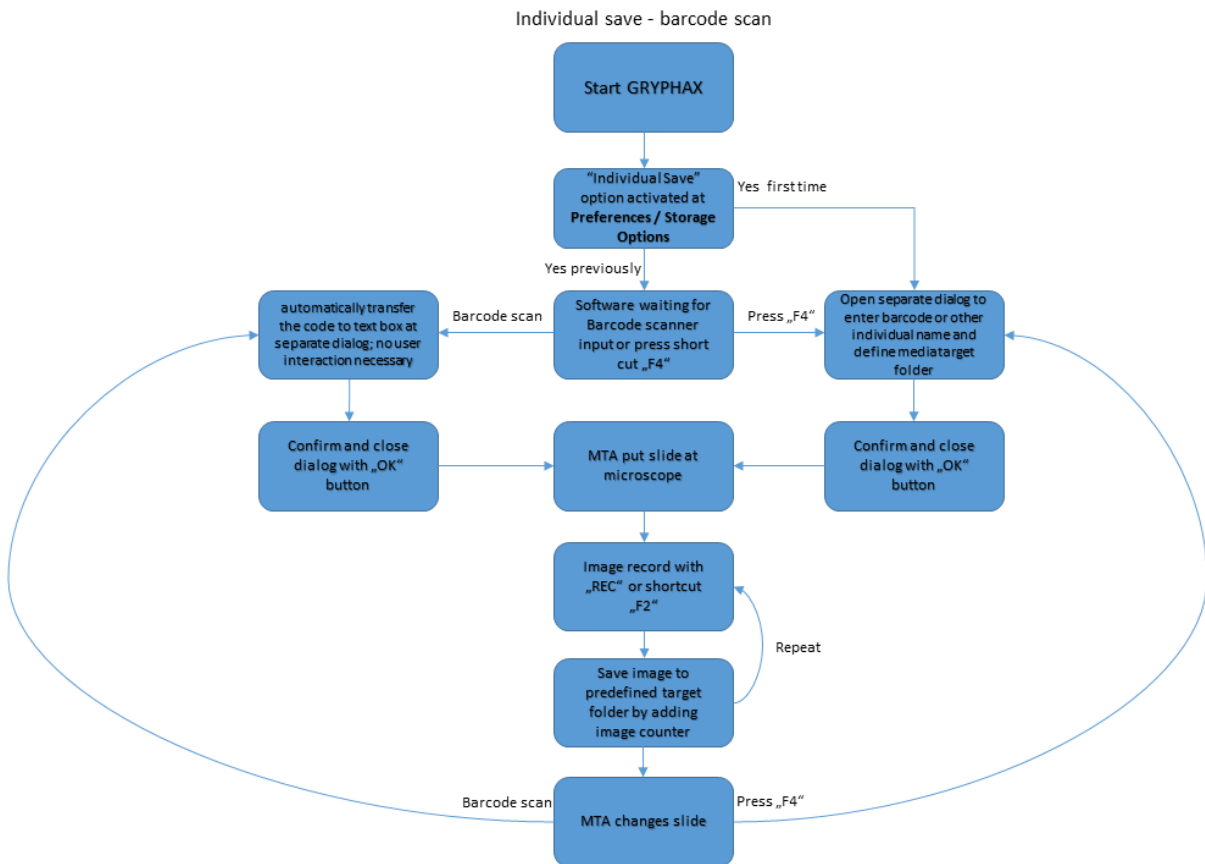 Individual save - barcode scan
Start GRYPHAX
“Individual Save”
option activated at
Preferences / Storage
Options
Yes first time
Yes previously
automatically transfer
the code to text box at
separate dialog; no user
interaction necessary
Barcode scan
Software waiting for
Barcode scanner
input or press short
cut „F4“
Press „F4“
Open separate dialog to
enter barcode or other
individual name and
define media target
folder
Confirm and close
dialog with „OK“
button
MTA put slide at
microscope
Confirm and close
dialog with „OK“
button
Image record with
„REC“ or shortcut
„F2“
Repeat
Save image to
predefined target
folder by adding
image counter
Barcode scan
MTA changes slide
Press „F4“